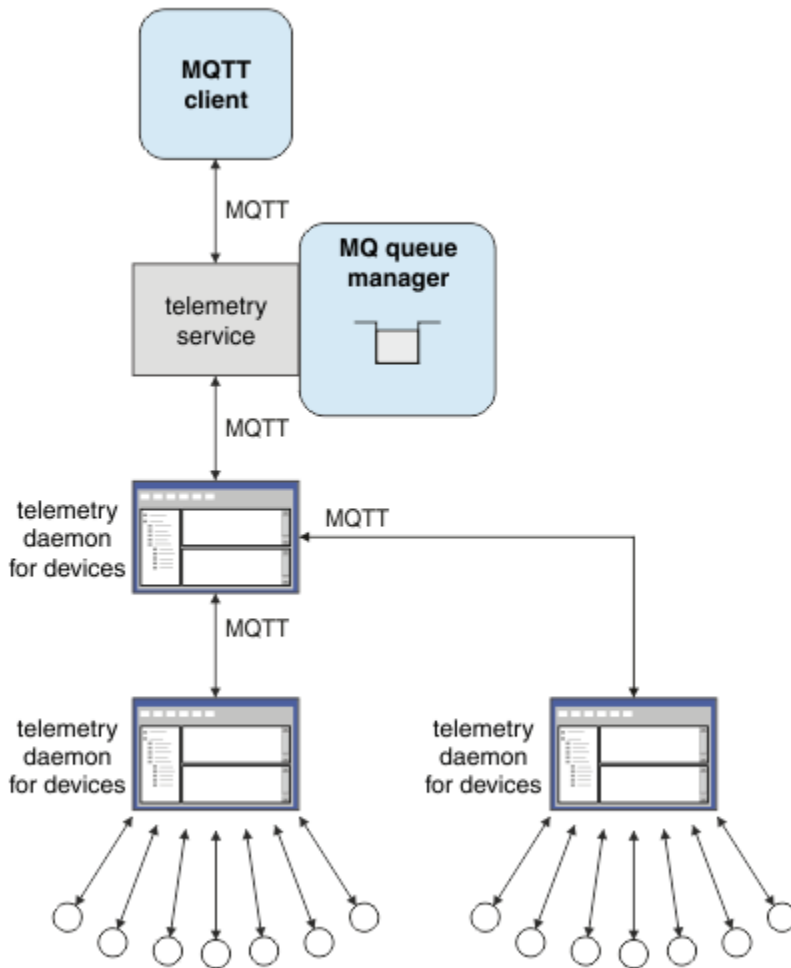 MQTT
client
MQTT
MQ queue
manager
telemetry
service
MQTT
telemetry
daemon
for devices
MQTT
MQTT
telemetry
daemon
for devices
telemetry
daemon
for devices